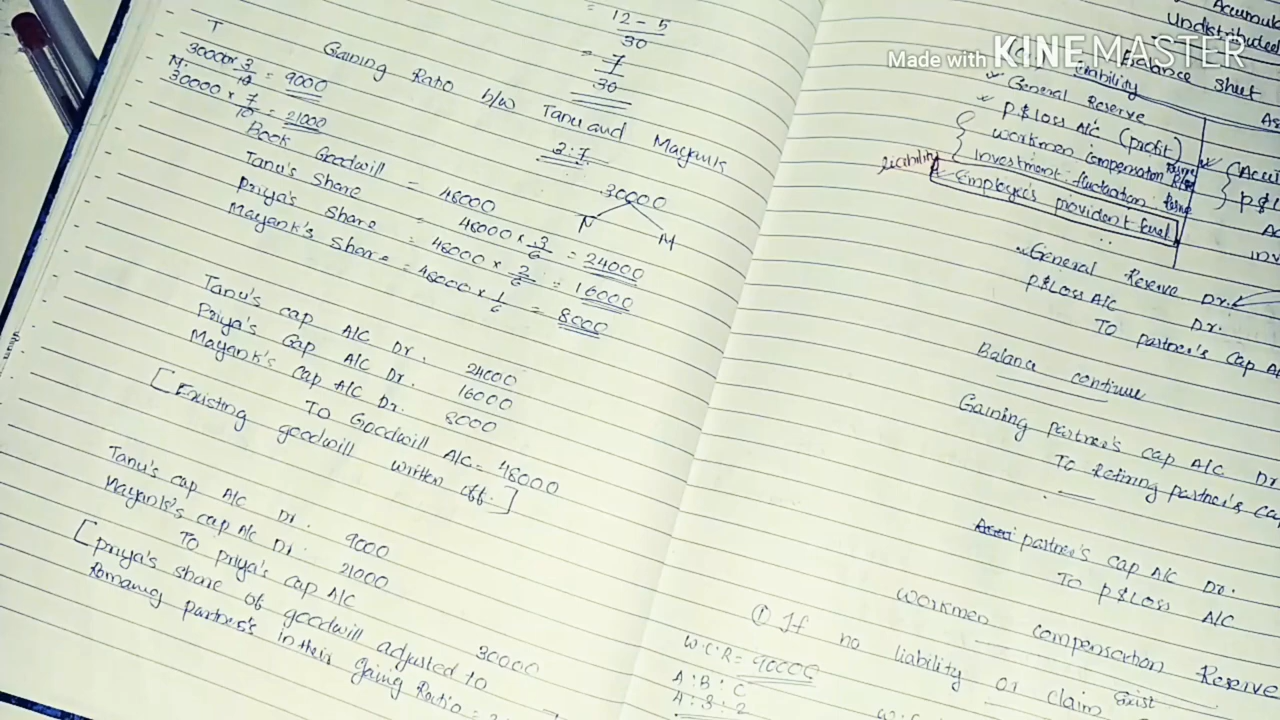 = 12 - 5
30
= 7
30
T
30000 x 3/10 = 9000
M:
30000 x 7/10 = 21000
Gaining Ratio b/w Tanu and Mayank
3:7
30000
M
Book Goodwill = 48000
Tanu's Share = 48000 x 3/6 = 24000
Priya's Share = 48000 x 2/6 = 16000
Mayank's Share = 48000 x 1/6 = 8000
Tanu's cap A/C Dr. 24000
Priya's Cap A/C Dr. 16000
Mayank's Cap A/C Dr. 8000
To Goodwill A/C = 48000
[Existing goodwill written off.]
Tanu's cap A/C Dr. 9000
Mayank's cap A/c Dr. 21000
To Priya's cap A/C 30000
[Priya's share of goodwill adjusted to
partner's in their gaing Ratio =
Made with KINEMASTER
Undistributed
Balance sheet
liability
General Reserve
P$Loss A/C (profit)
workmen compensation
Investment fluctuation
liability
Employee's provident
General Reserve Dr.
P$Loss A/C Dr.
To partner's cap
Balance continue
Gaining partner's cap A/C Dr
To Retiring partner's
partner's cap A/C Dr.
To P$Loss A/C
Workmen compensation Reserve
① If no liability or claim exist
W.C.R = 90000
A : B : C
4 : 3 : 2